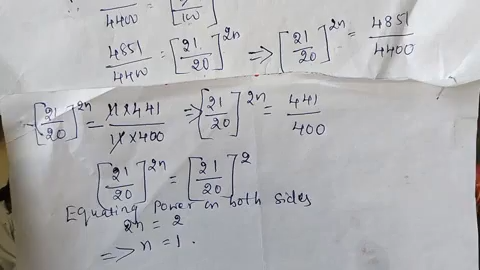 4400 [100]
4851/4400 = [21/20]^2n ⇒ [21/20]^2n = 4851/4400
[21/20]^2n = 11×441/11×400 ⇒ [21/20]^2n = 441/400
[21/20]^2n = [21/20]^2
Equating Power on both sides
2n = 2
⇒ n = 1.